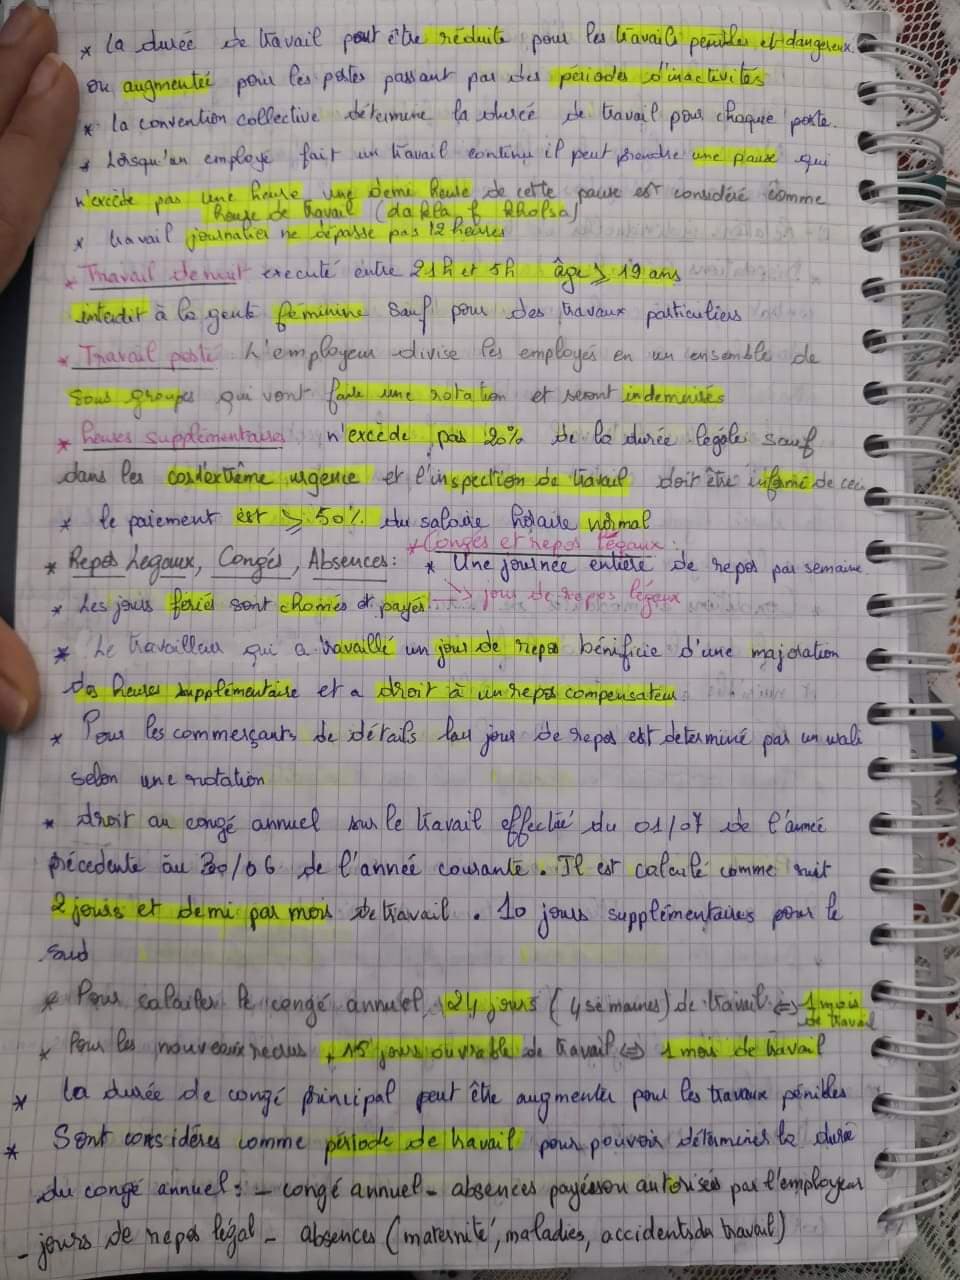 * La durée de travail peut être réduite pour les travails pénibles et dangereux
ou augmenteé pour les postes passant par des périodes d'inactivités
* La convention collective détermine la dureé de travail pour chaque poste.
* Lorsqu'un employé fait un travail continu il peut prendre une pause qui
n'excède pas une heure une demi heure de cette pause est considéré comme
heure de travail (dakhla f kholsa)
* travail journalier ne dépasse pas 12 heures
* Travail de nuit executé entre 21h et 5h âge ≥ 19 ans
interdit à la gente féminine sauf pour des travaux particuliers
* Travail posté : L'employeur divise les employés en un ensemble de
sous groupes qui vont faire une rotation et seront indemnisés
* heures supplémentaires n'excède pas 20% de la durée légale sauf
dans les cas d'extrême urgence et l'inspection de travail doit être informé de ceci
* le paiement est ≥ 50% du salaire horaire normal
* Congés et repos légaux :
* Repos Legaux, Congés, Absences : * Une journée entière de repos par semaine
* Les jours férié sont chomés et payés → jour de repos légaux
* Le travailleur qui a travaillé un jour de repos bénificie d'une majoration
des heures supplémentaire et a droit à un repos compensateur
* Pour les commerçants de détails jour de repos est determiné par un wali
selon une rotation
* droit au congé annuel sur le travail effectué du 01/07 de l'année
précedente au 30/06 de l'année courante. Il est calculé comme suit
2 jours et demi par mois de travail. 10 jours supplémentaires pour le
sud
* Pour calculer le congé annuel, 24 jours (4 semaines) de travail ⇔ 1 mois
de travail
* Pour les nouveaux recrus, 15 jours ouvrable de travail ⇔ 1 mois de travail
* La durée de congé principal peut être augmenter pour les travaux pénibles
* Sont considéres comme période de travail pour pouvoir déterminer la durée
du congé annuel : - congé annuel - absences payés ou autorisés par l'employeur
- jours de repos légal - absences (maternité, maladies, accidents du travail)